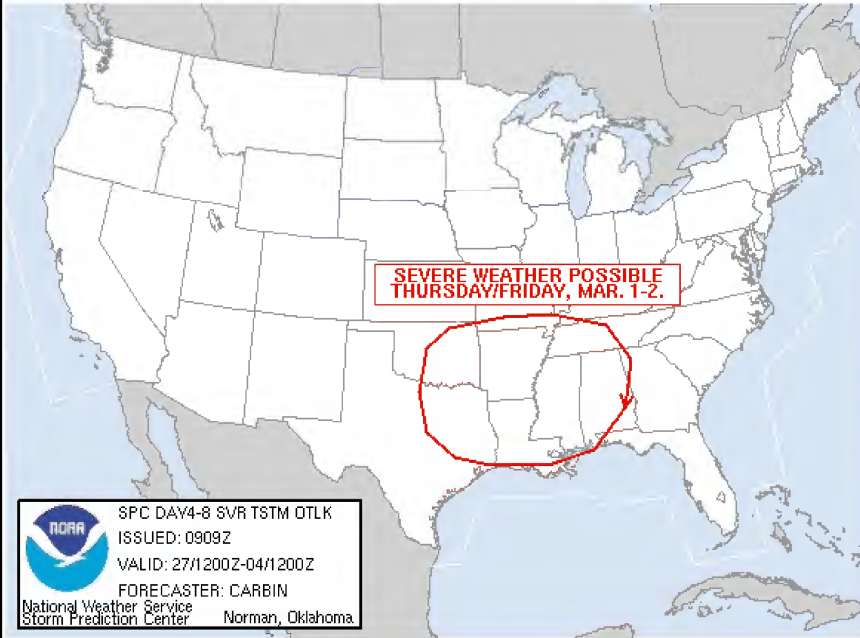 SEVERE WEATHER POSSIBLE
THURSDAY/FRIDAY, MAR. 1-2.
NOAA
SPC DAY4-8 SVR TSTM OTLK
ISSUED: 0909Z
VALID: 27/1200Z-04/1200Z
FORECASTER: CARBIN
National Weather Service
Storm Prediction Center Norman, Oklahoma